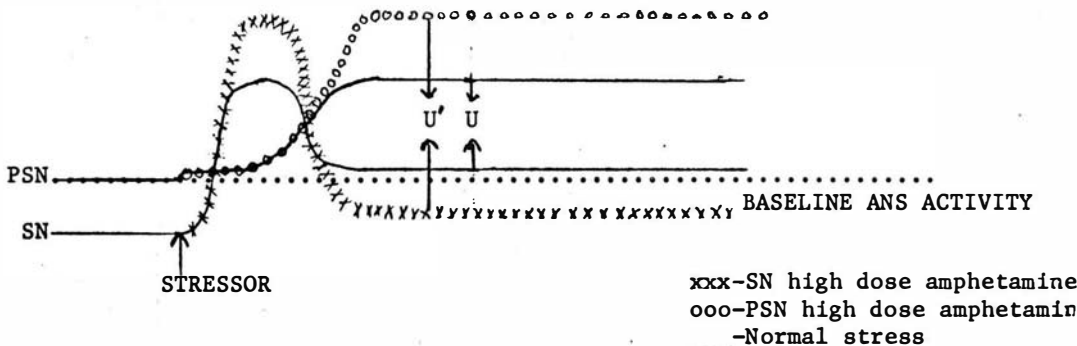 U' U
PSN
BASELINE ANS ACTIVITY
SN
STRESSOR
xxx-SN high dose amphetamine
ooo-PSN high dose amphetamin
-Normal stress